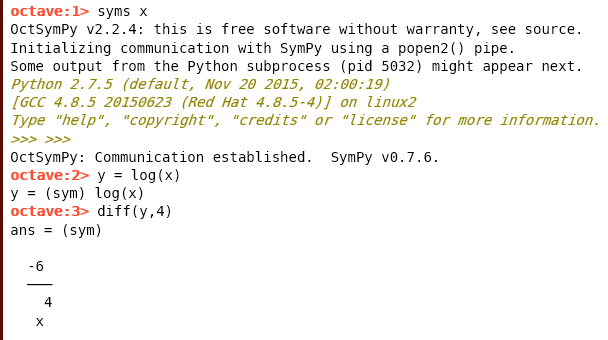 octave:1> syms x
OctSymPy v2.2.4: this is free software without warranty, see source.
Initializing communication with SymPy using a popen2() pipe.
Some output from the Python subprocess (pid 5032) might appear next.
Python 2.7.5 (default, Nov 20 2015, 02:00:19)
[GCC 4.8.5 20150623 (Red Hat 4.8.5-4)] on linux2
Type "help", "copyright", "credits" or "license" for more information.
>>> >>>
OctSymPy: Communication established.  SymPy v0.7.6.
octave:2> y = log(x)
y = (sym) log(x)
octave:3> diff(y,4)
ans = (sym)
  -6
  ───
    4
   x